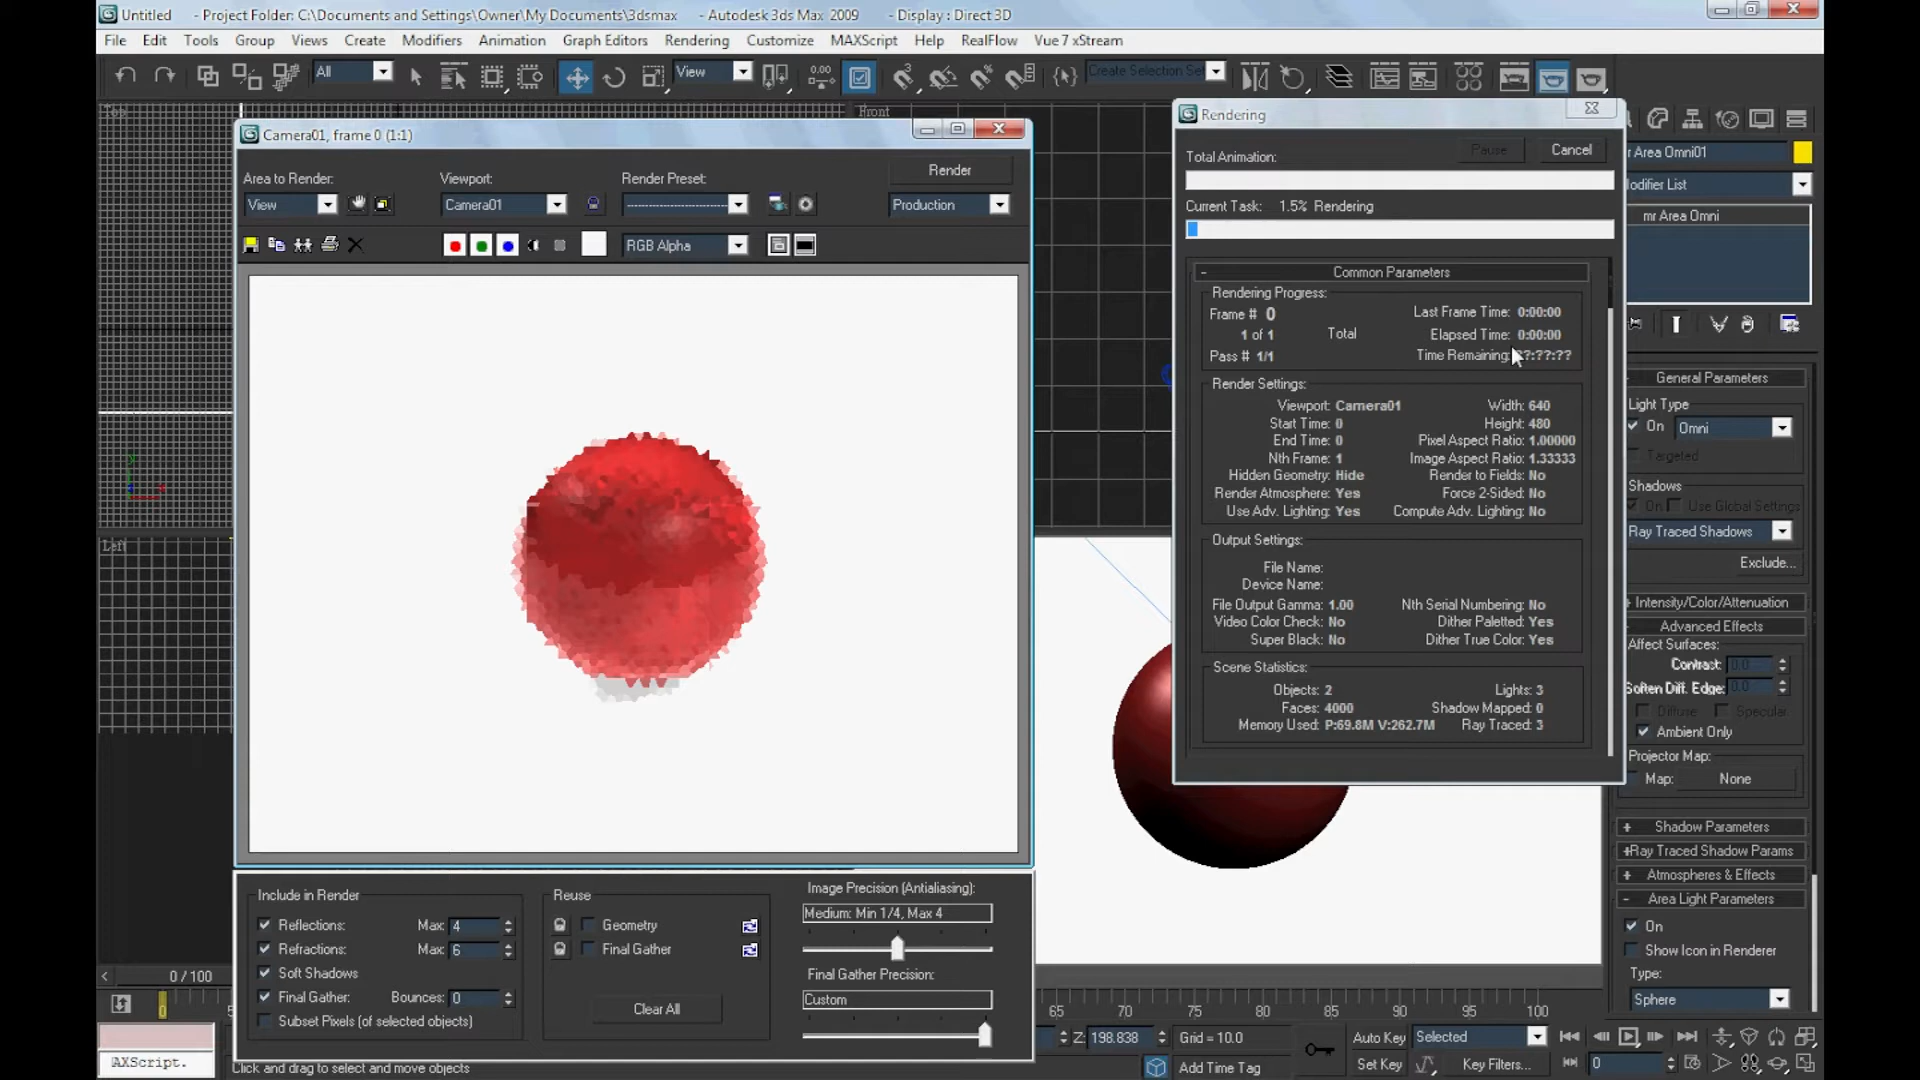 Untitled - Project Folder: C:\Documents and Settings\Owner\My Documents\3dsmax - Autodesk 3ds Max 2009 - Display : Direct 3D
File Edit Tools Group Views Create Modifiers Animation Graph Editors Rendering Customize MAXScript Help RealFlow Vue 7 xStream
All View 0.00 3 Create Selection Set
Top Front
Camera01, frame 0 (1:1)
Area to Render: Viewport: Render Preset: Render
View Camera01 Production
RGB Alpha
Left
Rendering
Total Animation: Pause Cancel
Current Task: 1.5% Rendering
- Common Parameters
Rendering Progress:
Frame # 0 Last Frame Time: 0:00:00
1 of 1 Total Elapsed Time: 0:00:00
Pass # 1/1 Time Remaining: ??:??:??
Render Settings:
Viewport: Camera01 Width: 640
Start Time: 0 Height: 480
End Time: 0 Pixel Aspect Ratio: 1.00000
Nth Frame: 1 Image Aspect Ratio: 1.33333
Hidden Geometry: Hide Render to Fields: No
Render Atmosphere: Yes Force 2-Sided: No
Use Adv. Lighting: Yes Compute Adv. Lighting: No
Output Settings:
File Name:
Device Name:
File Output Gamma: 1.00 Nth Serial Numbering: No
Video Color Check: No Dither Paletted: Yes
Super Black: No Dither True Color: Yes
Scene Statistics:
Objects: 2 Lights: 3
Faces: 4000 Shadow Mapped: 0
Memory Used: P:69.8M V:262.7M Ray Traced: 3
r Area Omni01
odifier List
mr Area Omni
- General Parameters
Light Type
On Omni
Targeted
Shadows
On Use Global Settings
Ray Traced Shadows
Exclude...
+ Intensity/Color/Attenuation
- Advanced Effects
Affect Surfaces:
Contrast: 0.0
Soften Diff. Edge: 0.0
Diffuse Specular
Ambient Only
Projector Map:
Map: None
+ Shadow Parameters
+ Ray Traced Shadow Params
+ Atmospheres & Effects
- Area Light Parameters
On
Show Icon in Renderer
Type:
Sphere
Include in Render
Reflections: Max: 4
Refractions: Max: 6
Soft Shadows
Final Gather: Bounces: 0
Subset Pixels (of selected objects)
Reuse
Geometry
Final Gather
Clear All
Image Precision (Antialiasing):
Medium: Min 1/4, Max 4
Final Gather Precision:
Custom
< 0 / 100
0 5 65 70 75 80 85 90 95 100
Z: 198.838 Grid = 10.0 Auto Key Selected
AXScript. Click and drag to select and move objects Add Time Tag Set Key Key Filters... 0